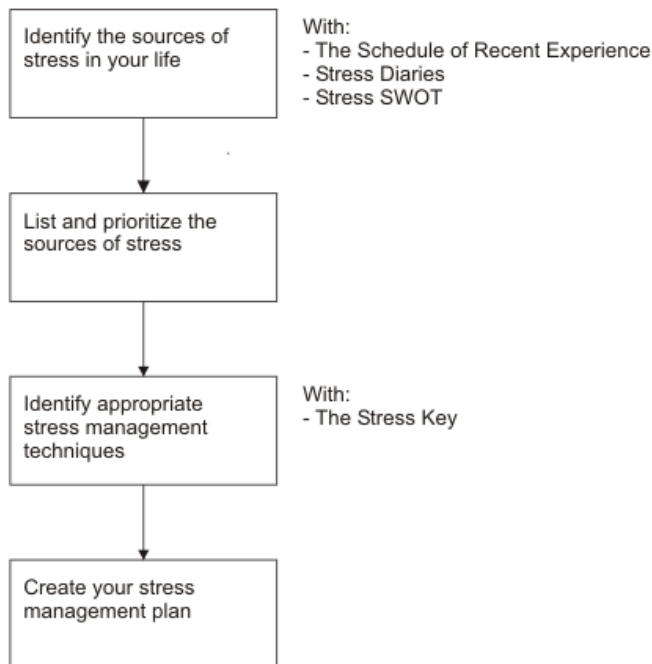 Identify the sources of
stress in your life
With:
- The Schedule of Recent Experience
- Stress Diaries
- Stress SWOT
List and prioritize the
sources of stress
Identify appropriate
stress management
techniques
With:
- The Stress Key
Create your stress
management plan